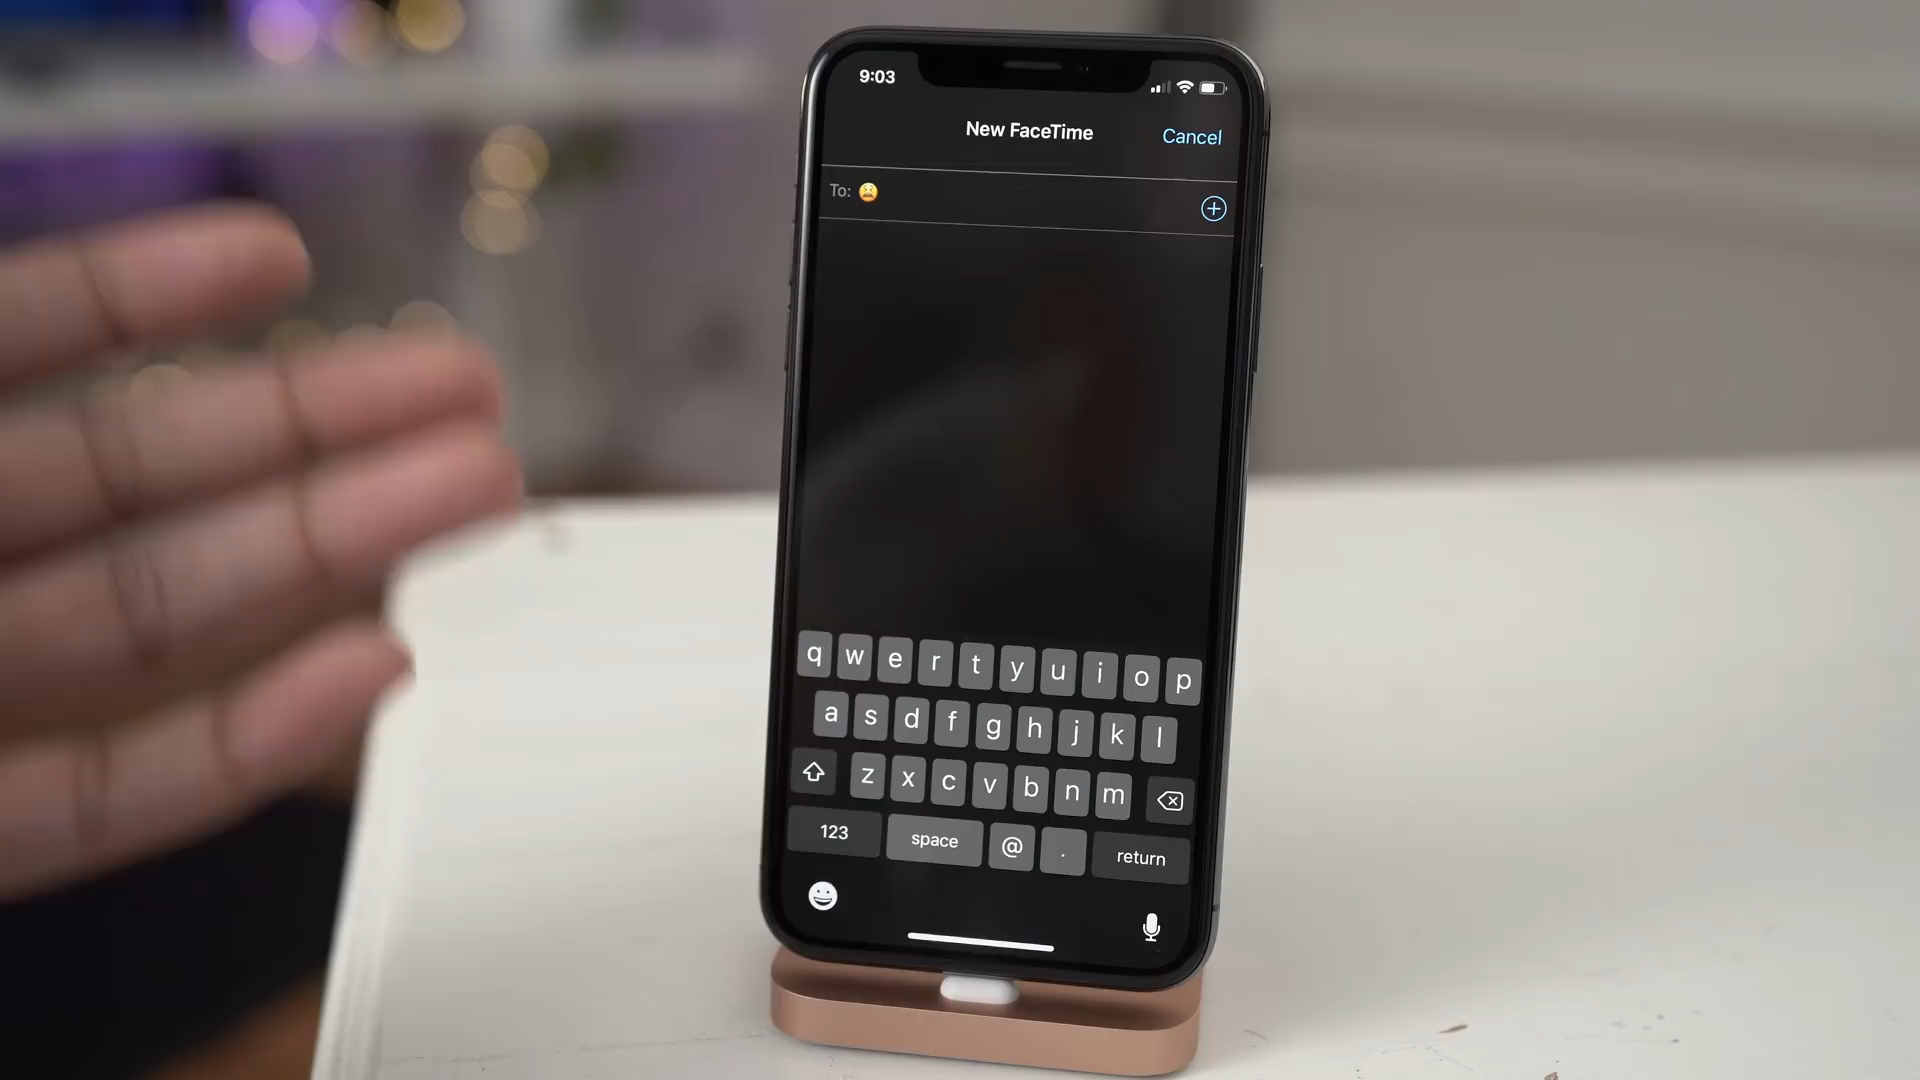 9:03
New FaceTime
Cancel
To: 😫
q w e r t y u i o p
a s d f g h j k l
z x c v b n m
123 space @ . return